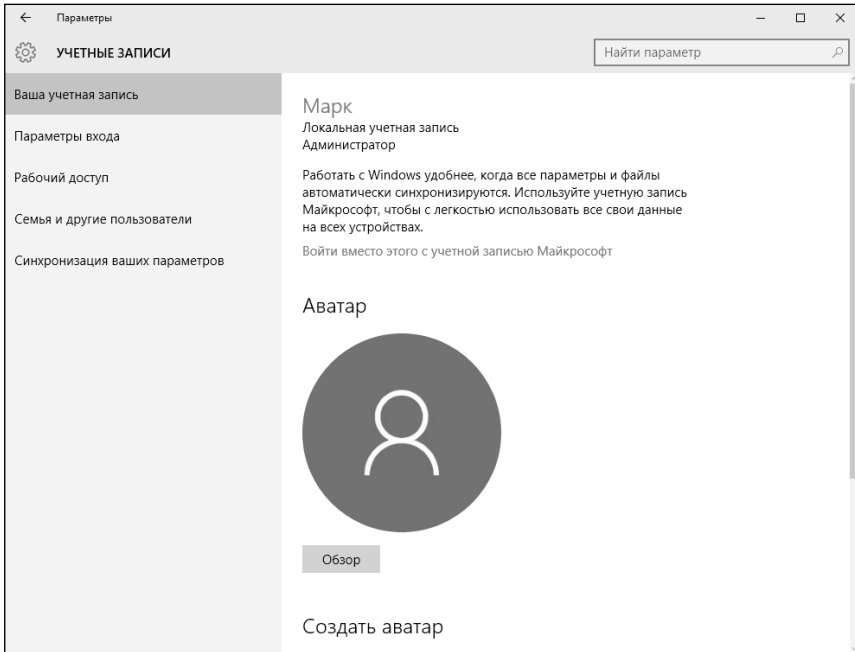 Параметры
УЧЕТНЫЕ ЗАПИСИ
Найти параметр
Ваша учетная запись
Параметры входа
Рабочий доступ
Семья и другие пользователи
Синхронизация ваших параметров
Марк
Локальная учетная запись
Администратор
Работать с Windows удобнее, когда все параметры и файлы
автоматически синхронизируются. Используйте учетную запись
Майкрософт, чтобы с легкостью использовать все свои данные
на всех устройствах.
Войти вместо этого с учетной записью Майкрософт
Аватар
Обзор
Создать аватар